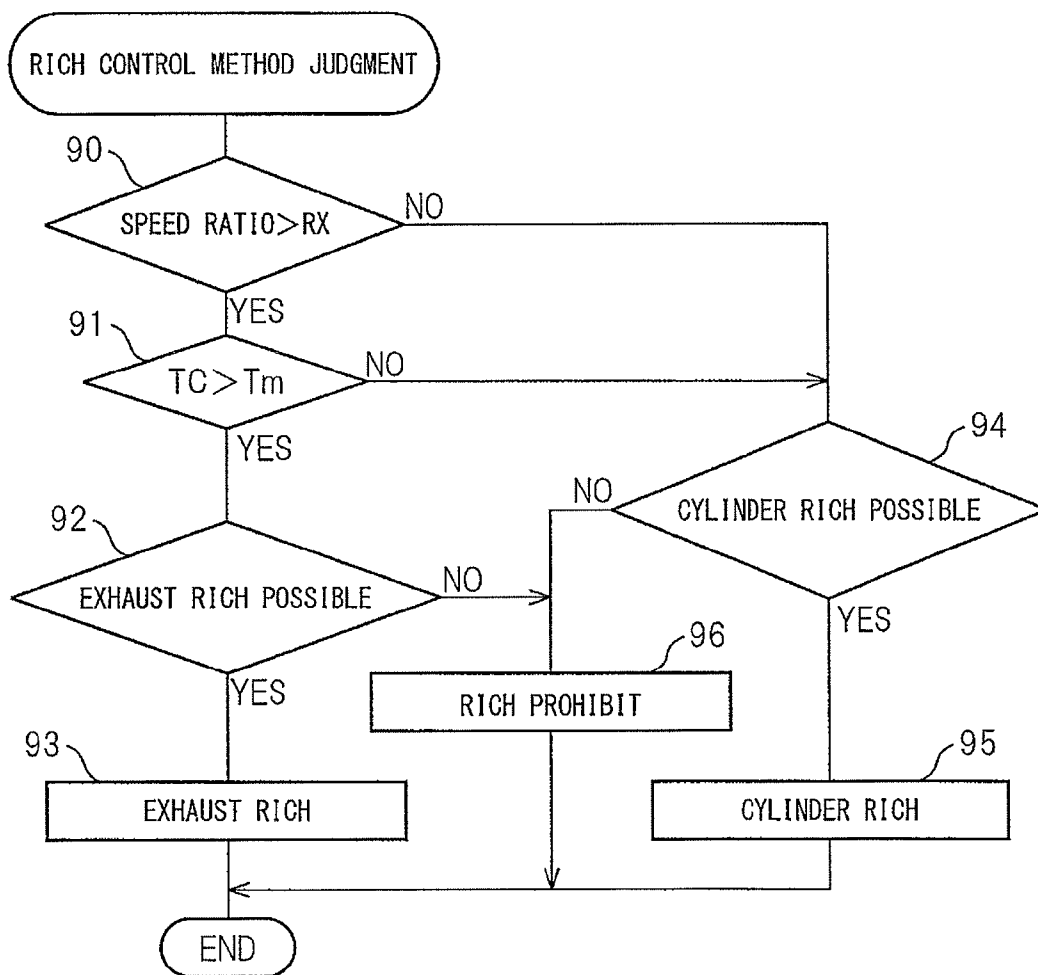 RICH CONTROL METHOD JUDGMENT
90
SPEED RATIO>RX
NO
YES
91
TC>Tm
NO
YES
94
CYLINDER RICH POSSIBLE
NO
YES
92
EXHAUST RICH POSSIBLE
NO
YES
96
RICH PROHIBIT
93
EXHAUST RICH
95
CYLINDER RICH
END